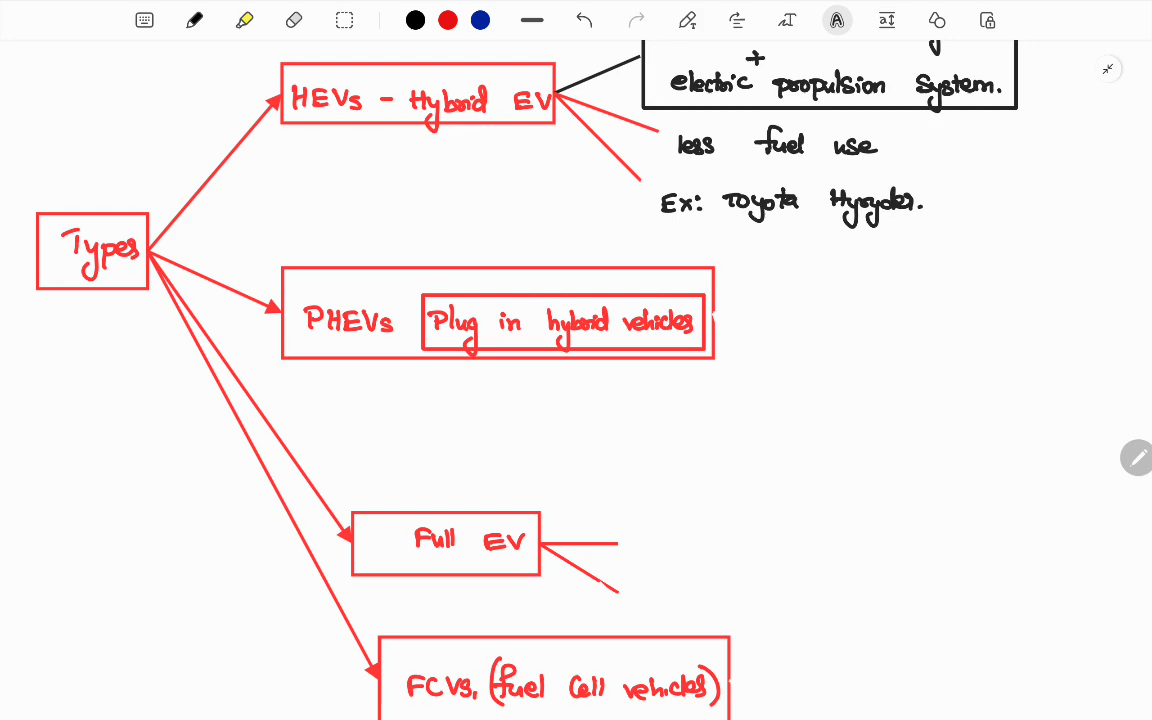 +
electric propulsion System.
HEVs - Hybrid EV
less fuel use
Ex: Toyota Hyryder.
Types
PHEVs Plug in hybrid vehicles
Full EV
FCVs. (fuel Cell vehicles)